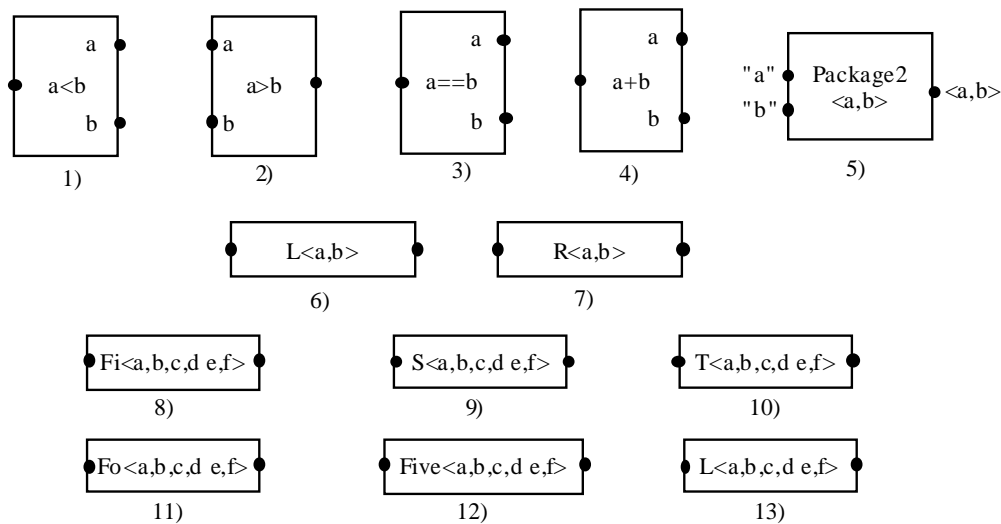 a
a<b
b
1)
a
a>b
b
2)
a
a==b
b
3)
a
a+b
b
4)
"a"
"b"
Package2
<a,b>
<a,b>
5)
L<a,b>
6)
R<a,b>
7)
Fi<a,b,c,d e,f>
8)
S<a,b,c,d e,f>
9)
T<a,b,c,d e,f>
10)
Fo<a,b,c,d e,f>
11)
Five<a,b,c,d e,f>
12)
L<a,b,c,d e,f>
13)